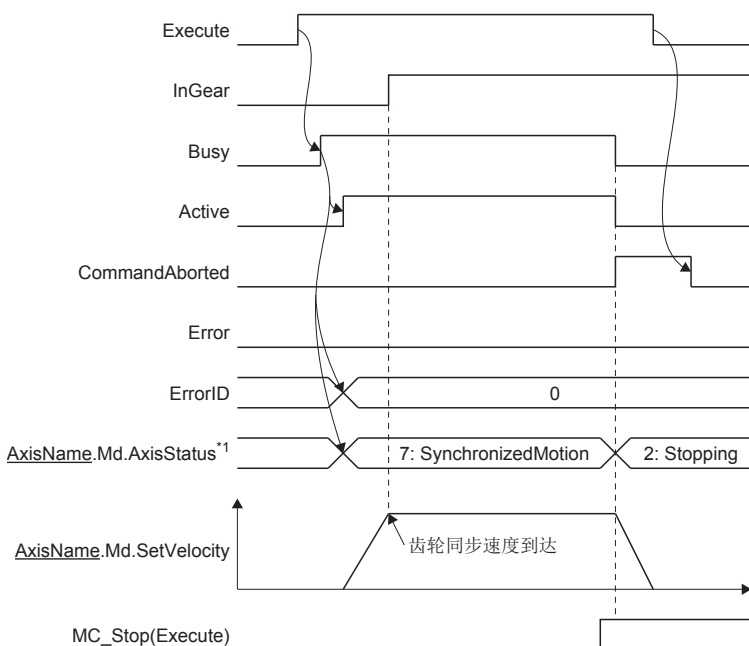 Execute
InGear
Busy
Active
CommandAborted
Error
ErrorID
0
AxisName.Md.AxisStatus*1
7: SynchronizedMotion
2: Stopping
AxisName.Md.SetVelocity
齿轮同步速度到达
MC_Stop(Execute)